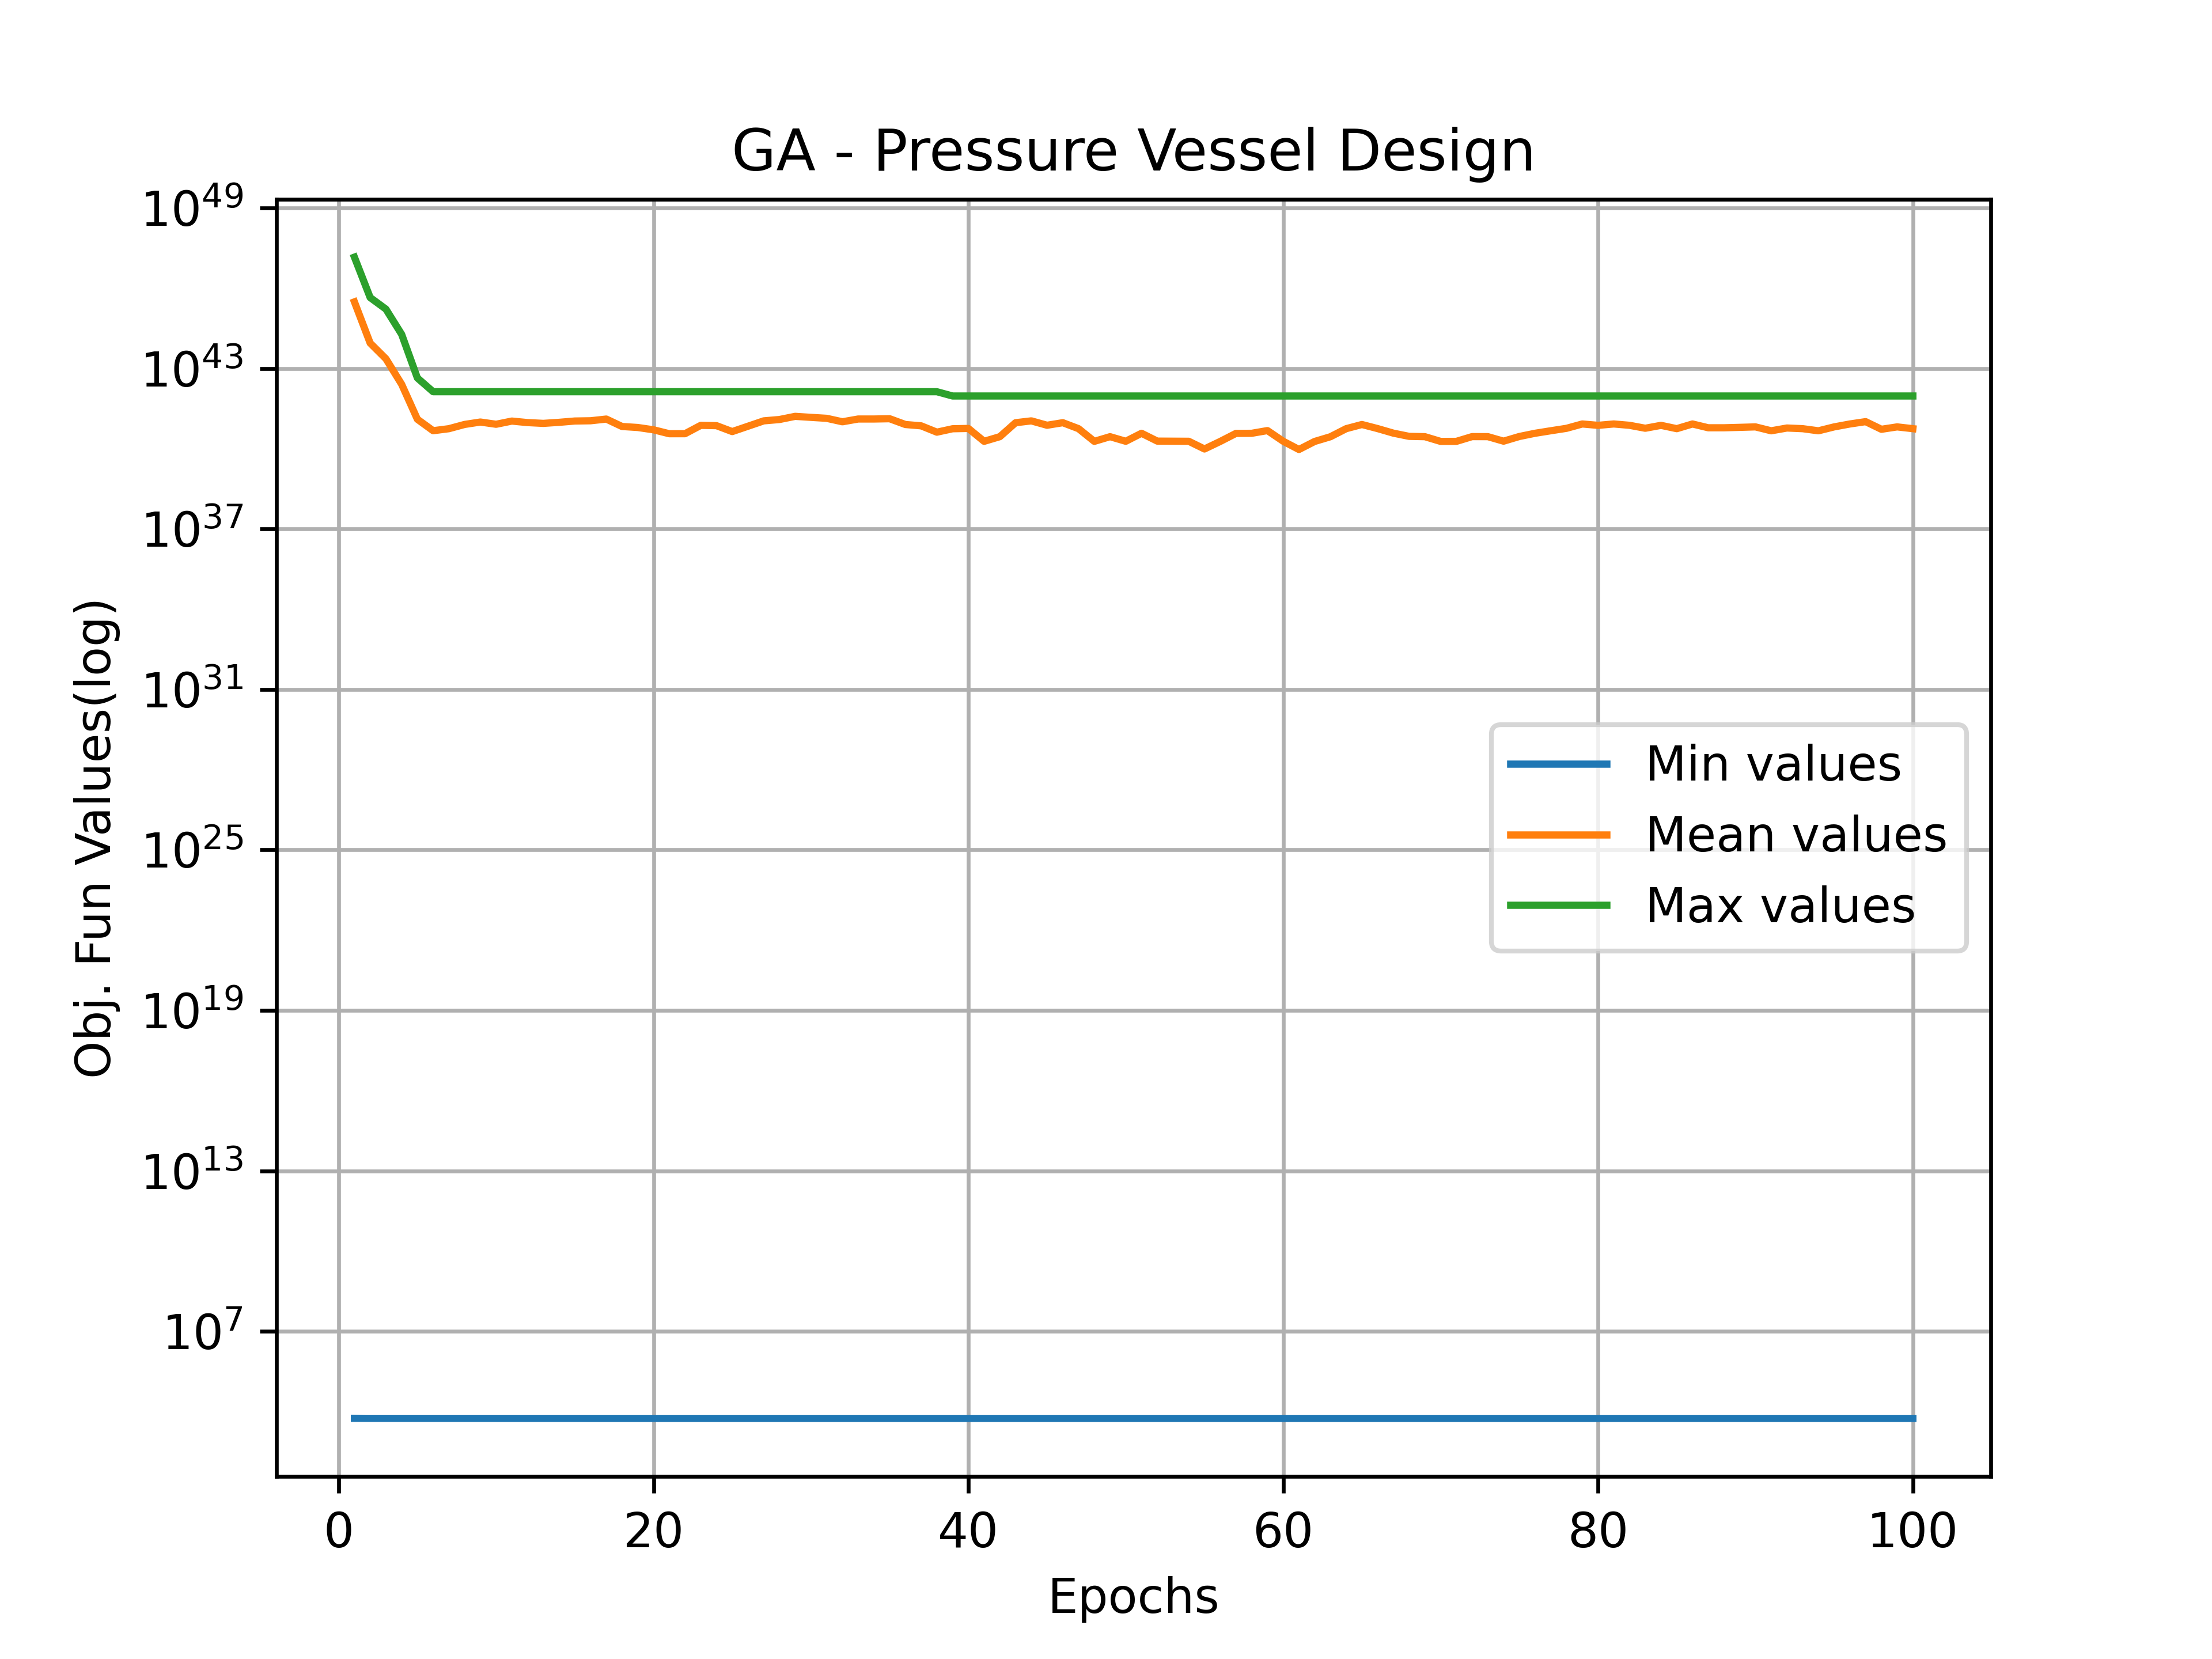 GA - Pressure Vessel Design
Obj. Fun Values(log)
10^49
10^43
10^37
10^31
10^25
10^19
10^13
10^7
Min values
Mean values
Max values
0 20 40 60 80 100
Epochs